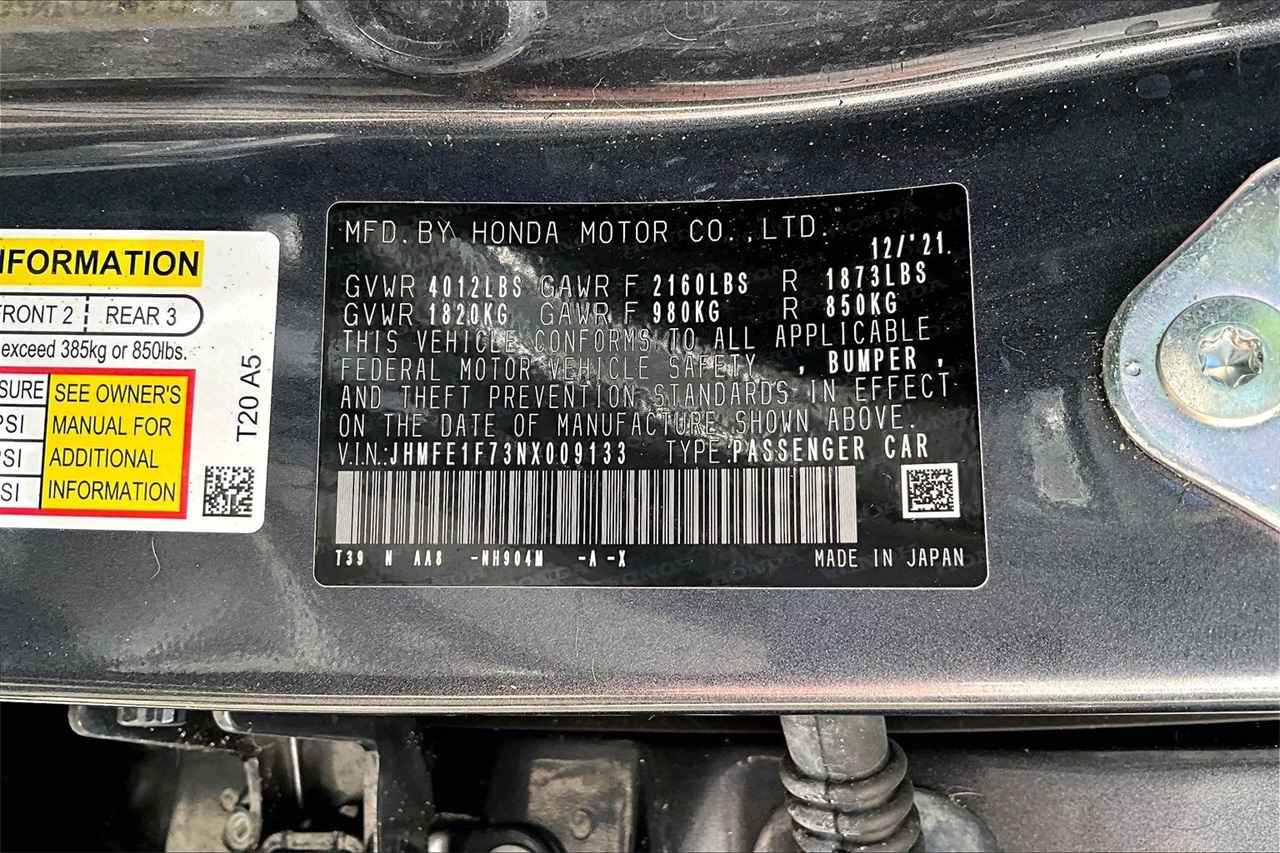 NFORMATION
FRONT 2 REAR 3
exceed 385kg or 850lbs.
SURE
PSI
PSI
SI
SEE OWNER'S
MANUAL FOR
ADDITIONAL
INFORMATION
T20 A5
MFD. BY HONDA MOTOR CO., LTD.
12/'21
GVWR 4012LBS GAWR F 2160LBS R 1873LBS
GVWR 1820KG GAWR F 980KG R 850KG
THIS VEHICLE CONFORMS TO ALL APPLICABLE
FEDERAL MOTOR VEHICLE SAFETY , BUMPER ,
AND THEFT PREVENTION STANDARDS IN EFFECT
ON THE DATE OF MANUFACTURE SHOWN ABOVE.
V.I.N.: JHMFE1F73NX009133 TYPE:PASSENGER CAR
T39 N AA8 -NH904M -A -X
MADE IN JAPAN